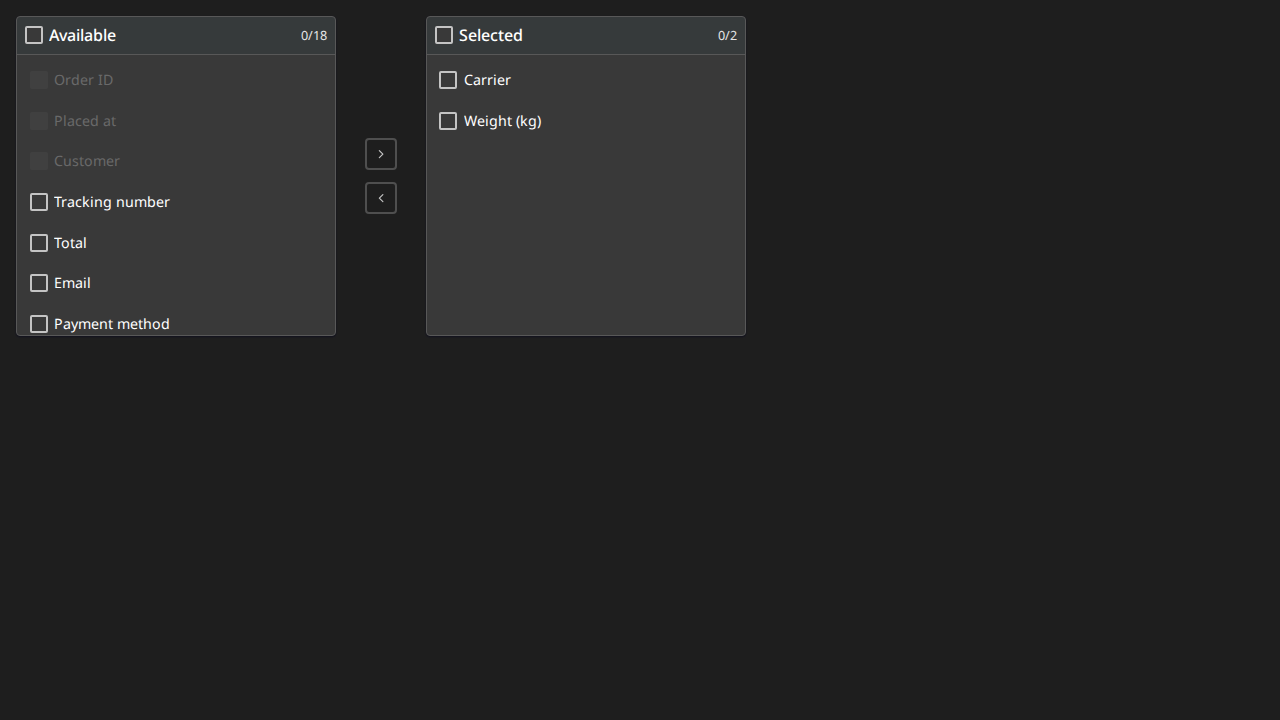 Available 0/18
Order ID
Placed at
Customer
Tracking number
Total
Email
Payment method
Selected 0/2
Carrier
Weight (kg)